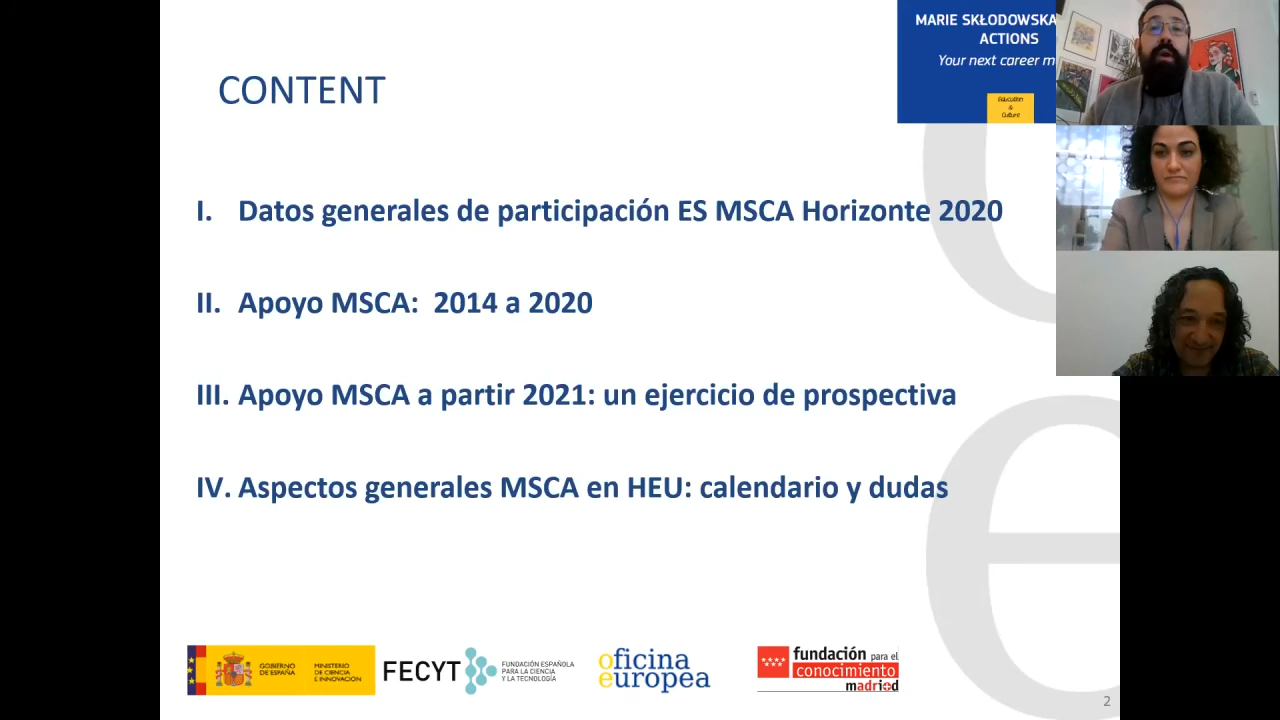 MARIE SKŁODOWSKA
ACTIONS
Your next career m
Education
&
Culture
CONTENT
I. Datos generales de participación ES MSCA Horizonte 2020
II. Apoyo MSCA: 2014 a 2020
III. Apoyo MSCA a partir 2021: un ejercicio de prospectiva
IV. Aspectos generales MSCA en HEU: calendario y dudas
GOBIERNO
DE ESPAÑA
MINISTERIO
DE CIENCIA
E INNOVACIÓN
FECYT
FUNDACIÓN ESPAÑOLA
PARA LA CIENCIA
Y LA TECNOLOGÍA
oficina
europea
fundación para el
conocimiento
madri+d
2